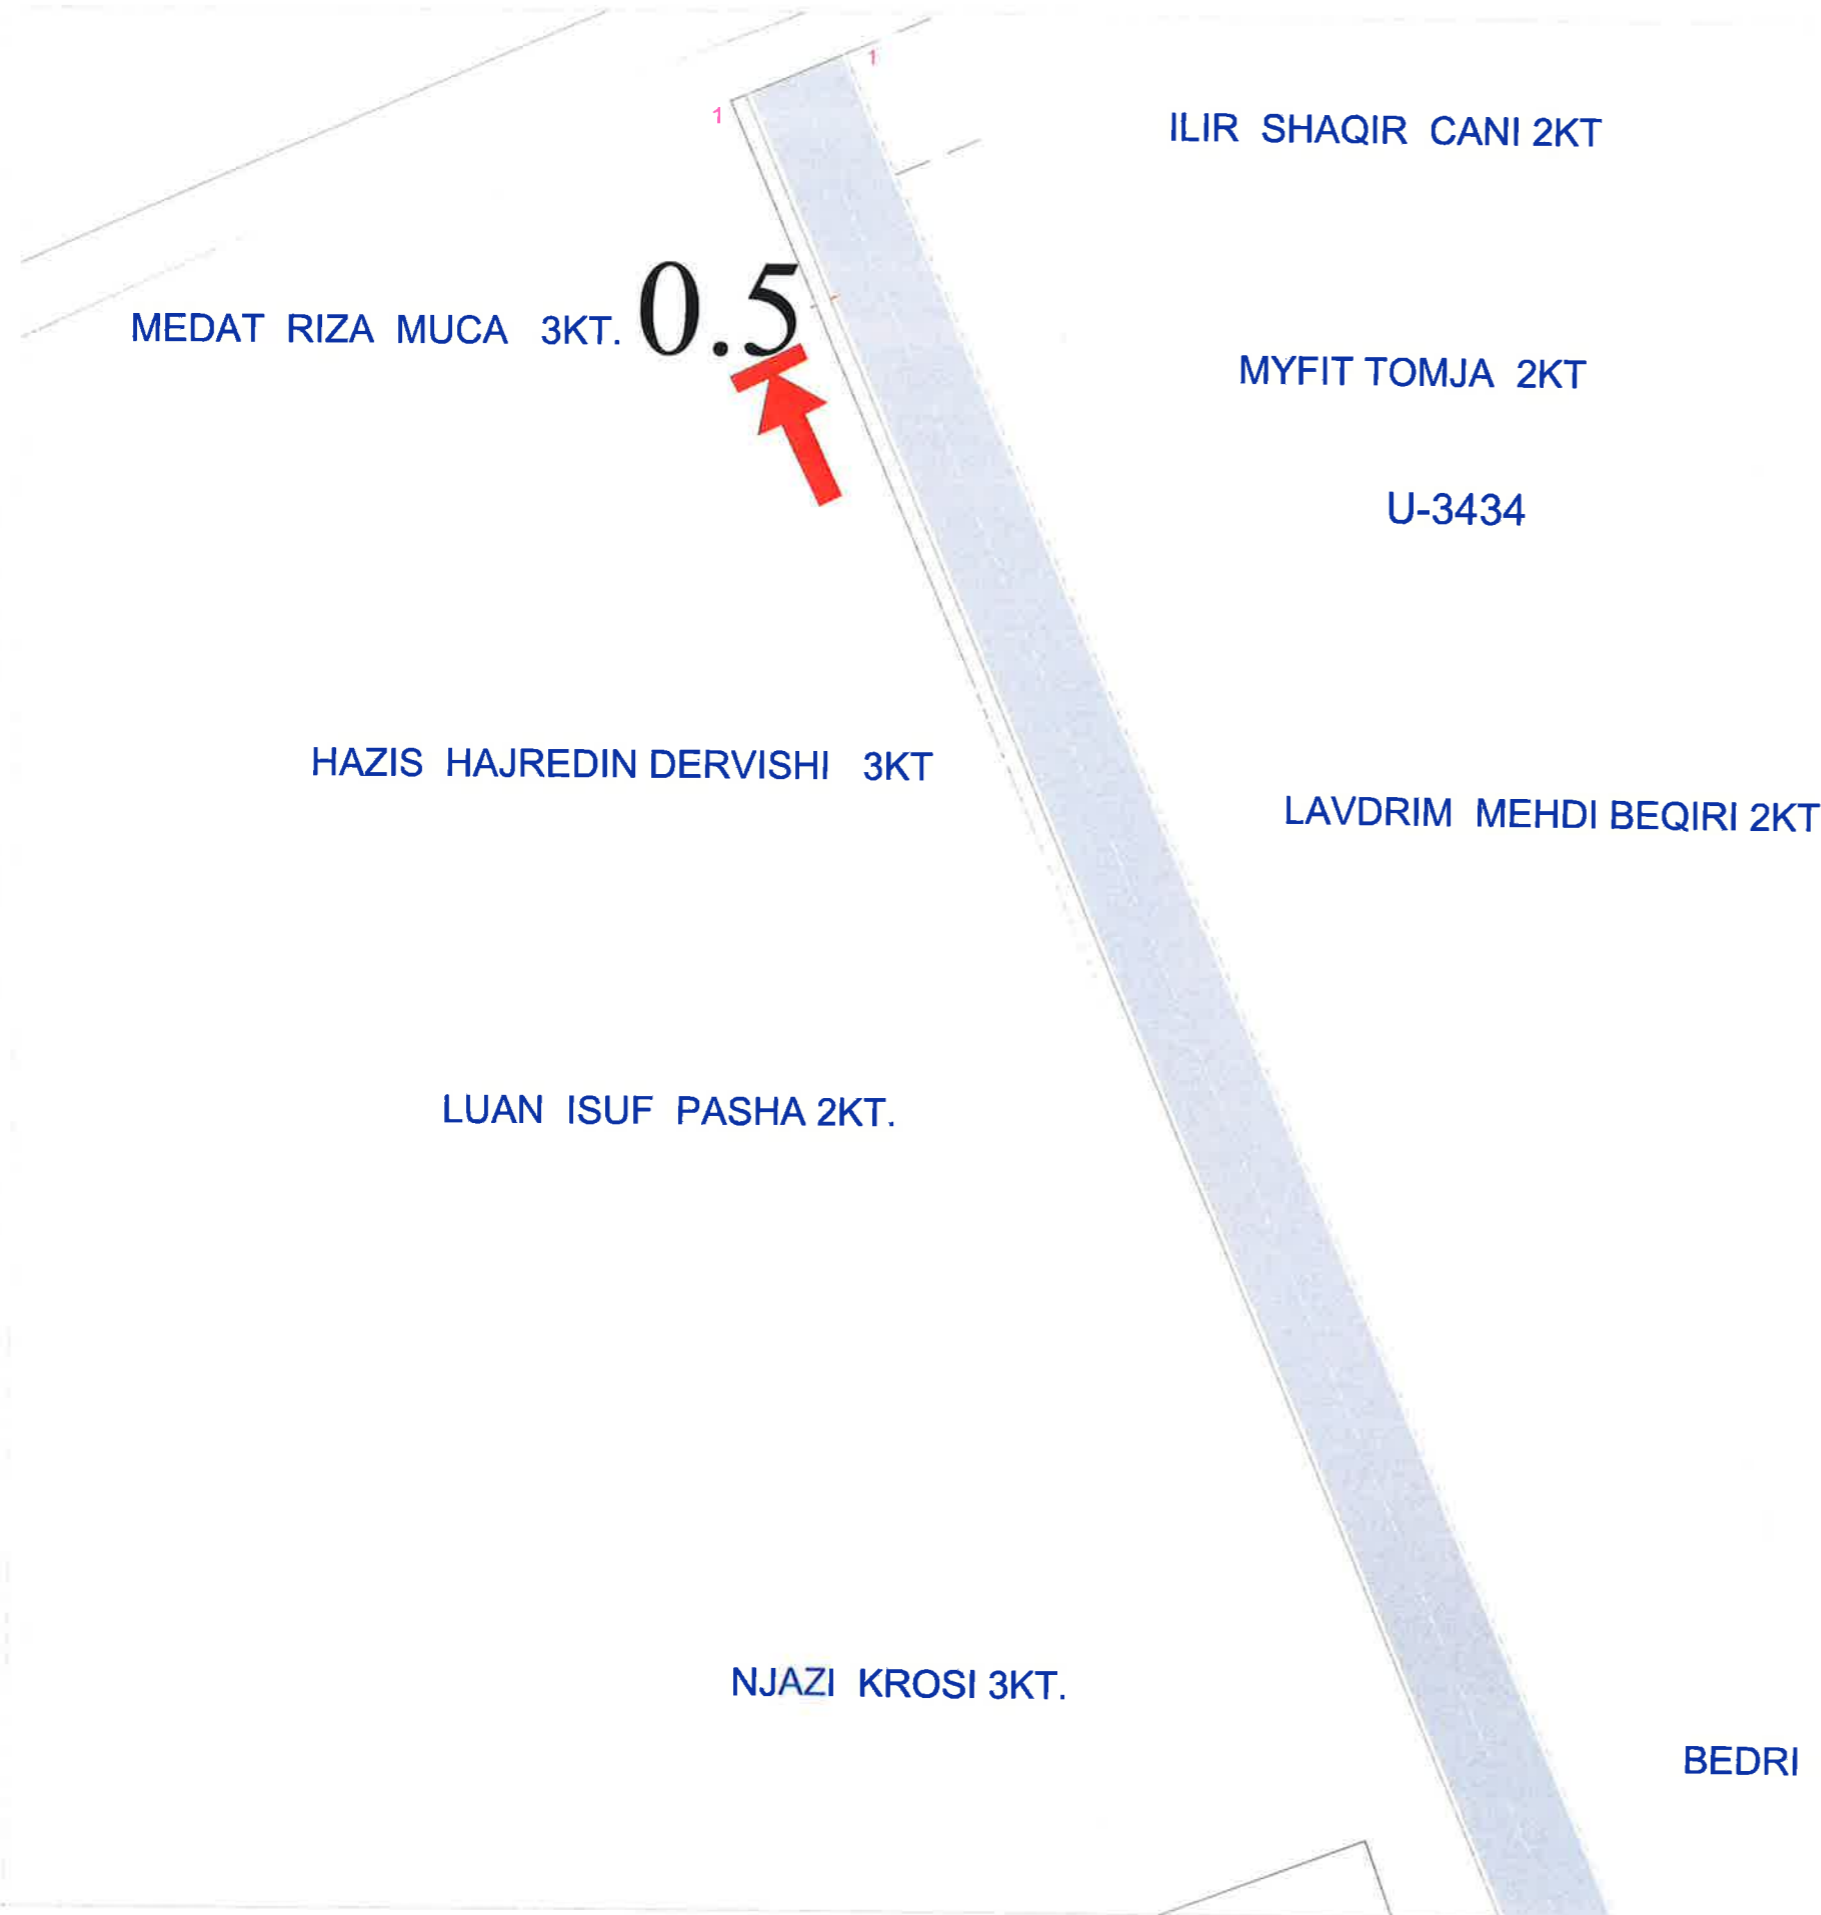 1
1
ILIR SHAQIR CANI 2KT
MEDAT RIZA MUCA 3KT.
0.5
MYFIT TOMJA 2KT
U-3434
HAZIS HAJREDIN DERVISHI 3KT
LAVDRIM MEHDI BEQIRI 2KT
LUAN ISUF PASHA 2KT.
NJAZI KROSI 3KT.
BEDRI